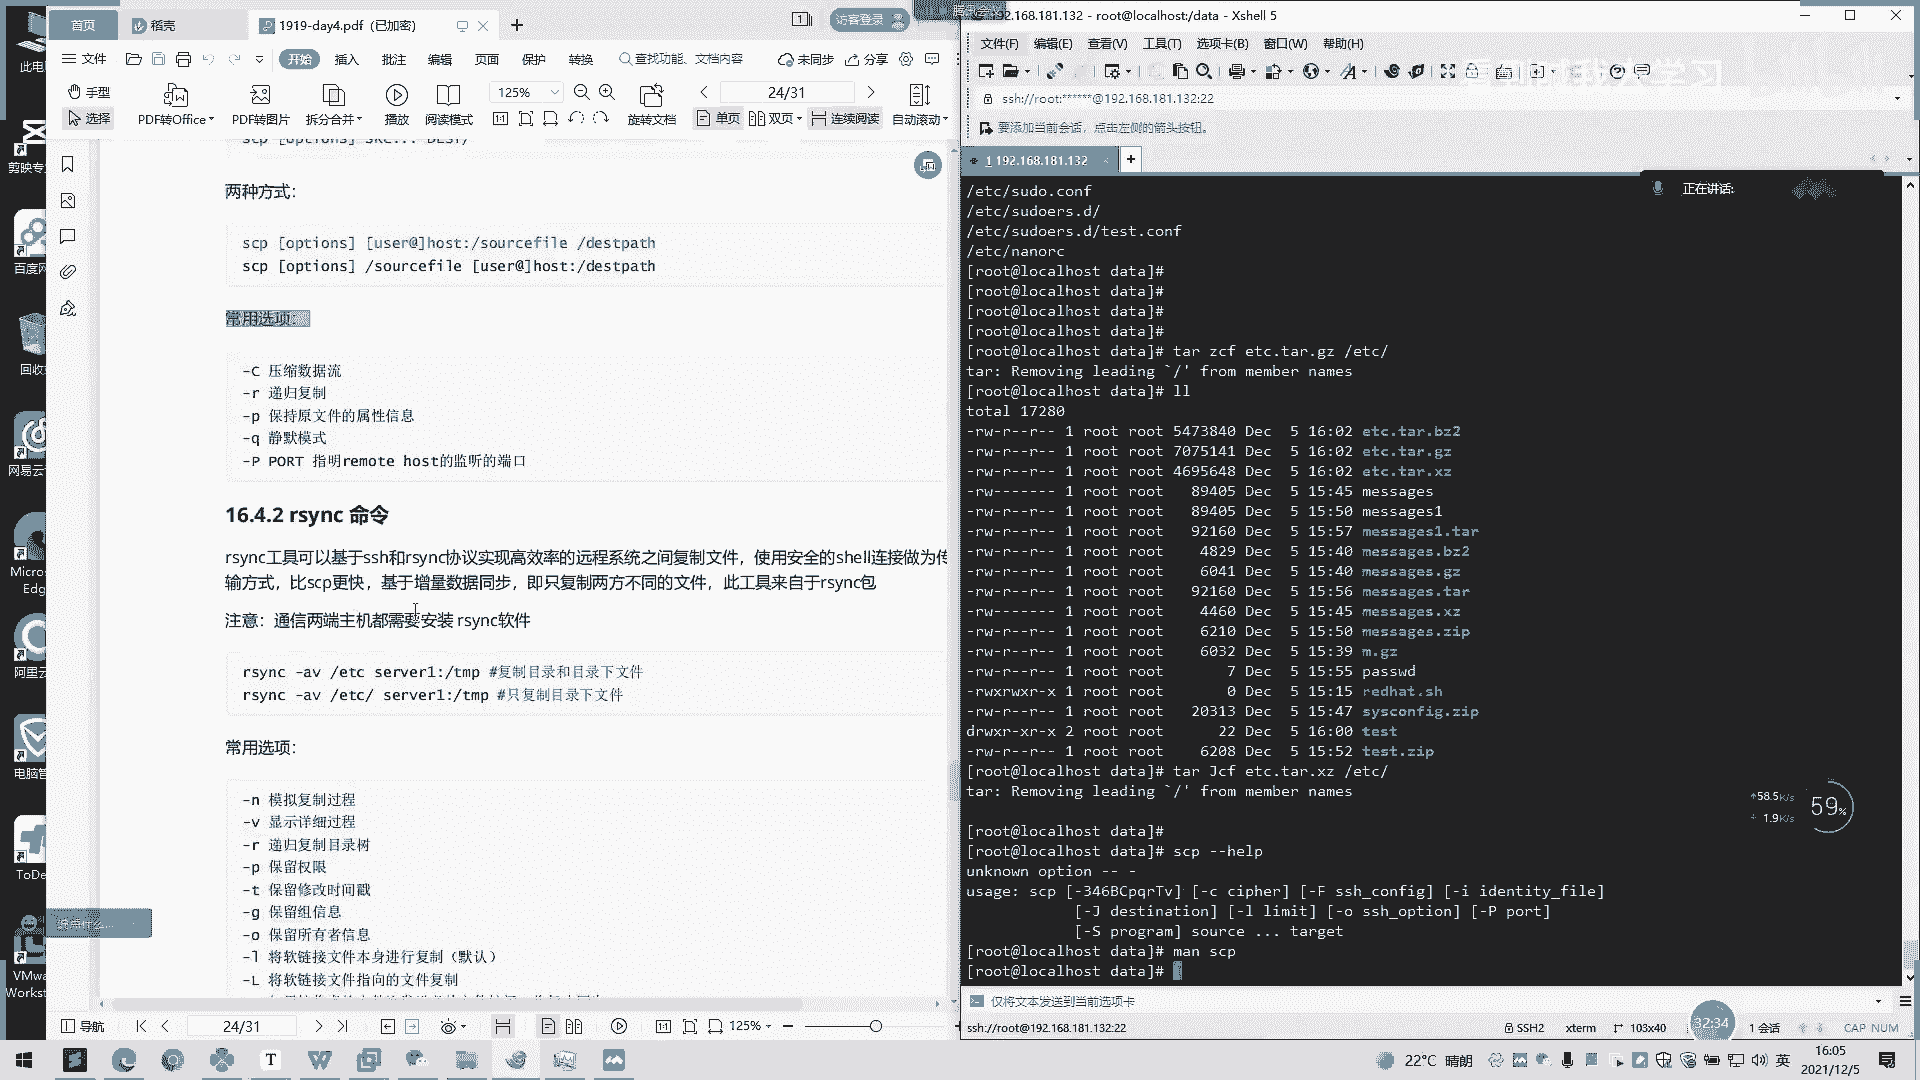 首页
稻壳
1919-day4.pdf（已加密）
访客登录
文件
开始
插入
批注
编辑
页面
保护
转换
查找功能、文档内容
未同步
分享
手型
选择
PDF转Office
PDF转图片
拆分合并
播放
阅读模式
125%
24/31
旋转文档
单页
双页
连续阅读
自动滚动
两种方式：
scp [options] [user@]host:/sourcefile /destpath
scp [options] /sourcefile [user@]host:/destpath
常用选项：
-C 压缩数据流
-r 递归复制
-p 保持原文件的属性信息
-q 静默模式
-P PORT 指明remote host的监听的端口
16.4.2 rsync 命令
rsync工具可以基于ssh和rsync协议实现高效率的远程系统之间复制文件，使用安全的shell连接做为传
输方式，比scp更快，基于增量数据同步，即只复制两方不同的文件，此工具来自于rsync包
注意：通信两端主机都需要安装 rsync软件
rsync -av /etc server1:/tmp #复制目录和目录下文件
rsync -av /etc/ server1:/tmp #只复制目录下文件
常用选项：
-n 模拟复制过程
-v 显示详细过程
-r 递归复制目录树
-p 保留权限
-t 保留修改时间戳
-g 保留组信息
-o 保留所有者信息
-l 将软链接文件本身进行复制（默认）
-L 将软链接文件指向的文件复制
导航
24/31
125%
192.168.181.132 - root@localhost:/data - Xshell 5
文件(F)
编辑(E)
查看(V)
工具(T)
选项卡(B)
窗口(W)
帮助(H)
ssh://root:******@192.168.181.132:22
要添加当前会话，点击左侧的箭头按钮。
1 192.168.181.132
正在讲话:
/etc/sudo.conf
/etc/sudoers.d/
/etc/sudoers.d/test.conf
/etc/nanorc
[root@localhost data]#
[root@localhost data]#
[root@localhost data]#
[root@localhost data]#
[root@localhost data]# tar zcf etc.tar.gz /etc/
tar: Removing leading `/' from member names
[root@localhost data]# ll
total 17280
-rw-r--r-- 1 root root 5473840 Dec  5 16:02 etc.tar.bz2
-rw-r--r-- 1 root root 7075141 Dec  5 16:02 etc.tar.gz
-rw-r--r-- 1 root root 4695648 Dec  5 16:02 etc.tar.xz
-rw------- 1 root root   89405 Dec  5 15:45 messages
-rw------- 1 root root   89405 Dec  5 15:50 messages1
-rw-r--r-- 1 root root   92160 Dec  5 15:57 messages1.tar
-rw------- 1 root root    4829 Dec  5 15:40 messages.bz2
-rw------- 1 root root    6041 Dec  5 15:40 messages.gz
-rw-r--r-- 1 root root   92160 Dec  5 15:56 messages.tar
-rw------- 1 root root    4460 Dec  5 15:45 messages.xz
-rw-r--r-- 1 root root    6210 Dec  5 15:50 messages.zip
-rw-r--r-- 1 root root    6032 Dec  5 15:39 m.gz
-rw-r--r-- 1 root root       7 Dec  5 15:55 passwd
-rwxrwxr-x 1 root root       0 Dec  5 15:15 redhat.sh
-rw-r--r-- 1 root root   20313 Dec  5 15:47 sysconfig.zip
drwxr-xr-x 2 root root      22 Dec  5 16:00 test
-rw-r--r-- 1 root root    6208 Dec  5 15:52 test.zip
[root@localhost data]# tar Jcf etc.tar.xz /etc/
tar: Removing leading `/' from member names
[root@localhost data]#
[root@localhost data]# scp --help
unknown option -- -
usage: scp [-346BCpqrTv] [-c cipher] [-F ssh_config] [-i identity_file]
           [-J destination] [-l limit] [-o ssh_option] [-P port]
           [-S program] source ... target
[root@localhost data]# man scp
[root@localhost data]#
↑58.5K/s
1.9K/s
59%
仅将文本发送到当前选项卡
ssh://root@192.168.181.132:22
SSH2
xterm
103x40
32:34
1 会话
CAP NUM
22°C 晴朗
英
16:05
2021/12/5